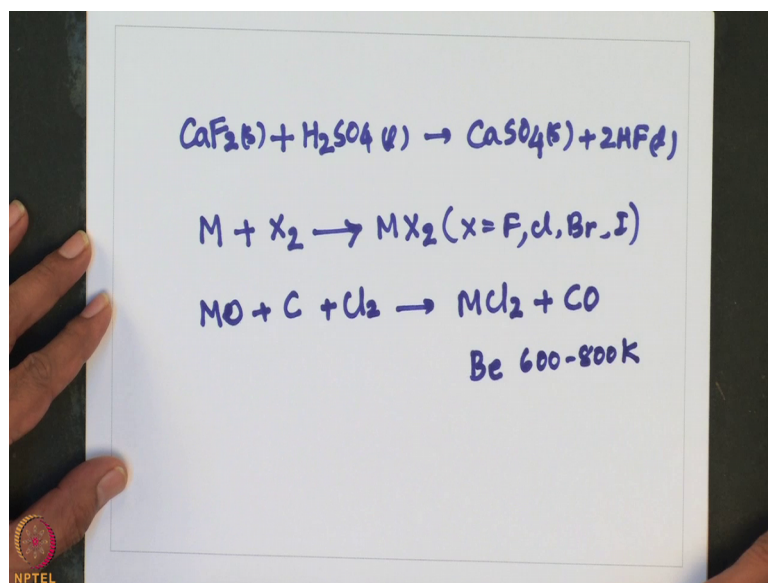 CaF2(s) + H2SO4(l) → CaSO4(s) + 2HF(l)
M + X2 → MX2 (X = F, Cl, Br, I)
MO + C + Cl2 → MCl2 + CO
Be 600-800K
NPTEL